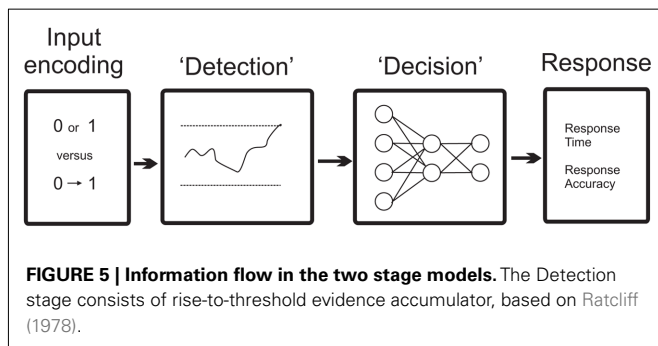 Input
encoding
'Detection'
'Decision'
Response
0 or 1
versus
0 → 1
Response
Time
Response
Accuracy
FIGURE 5 | Information flow in the two stage models. The Detection
stage consists of rise-to-threshold evidence accumulator, based on Ratcliff
(1978).